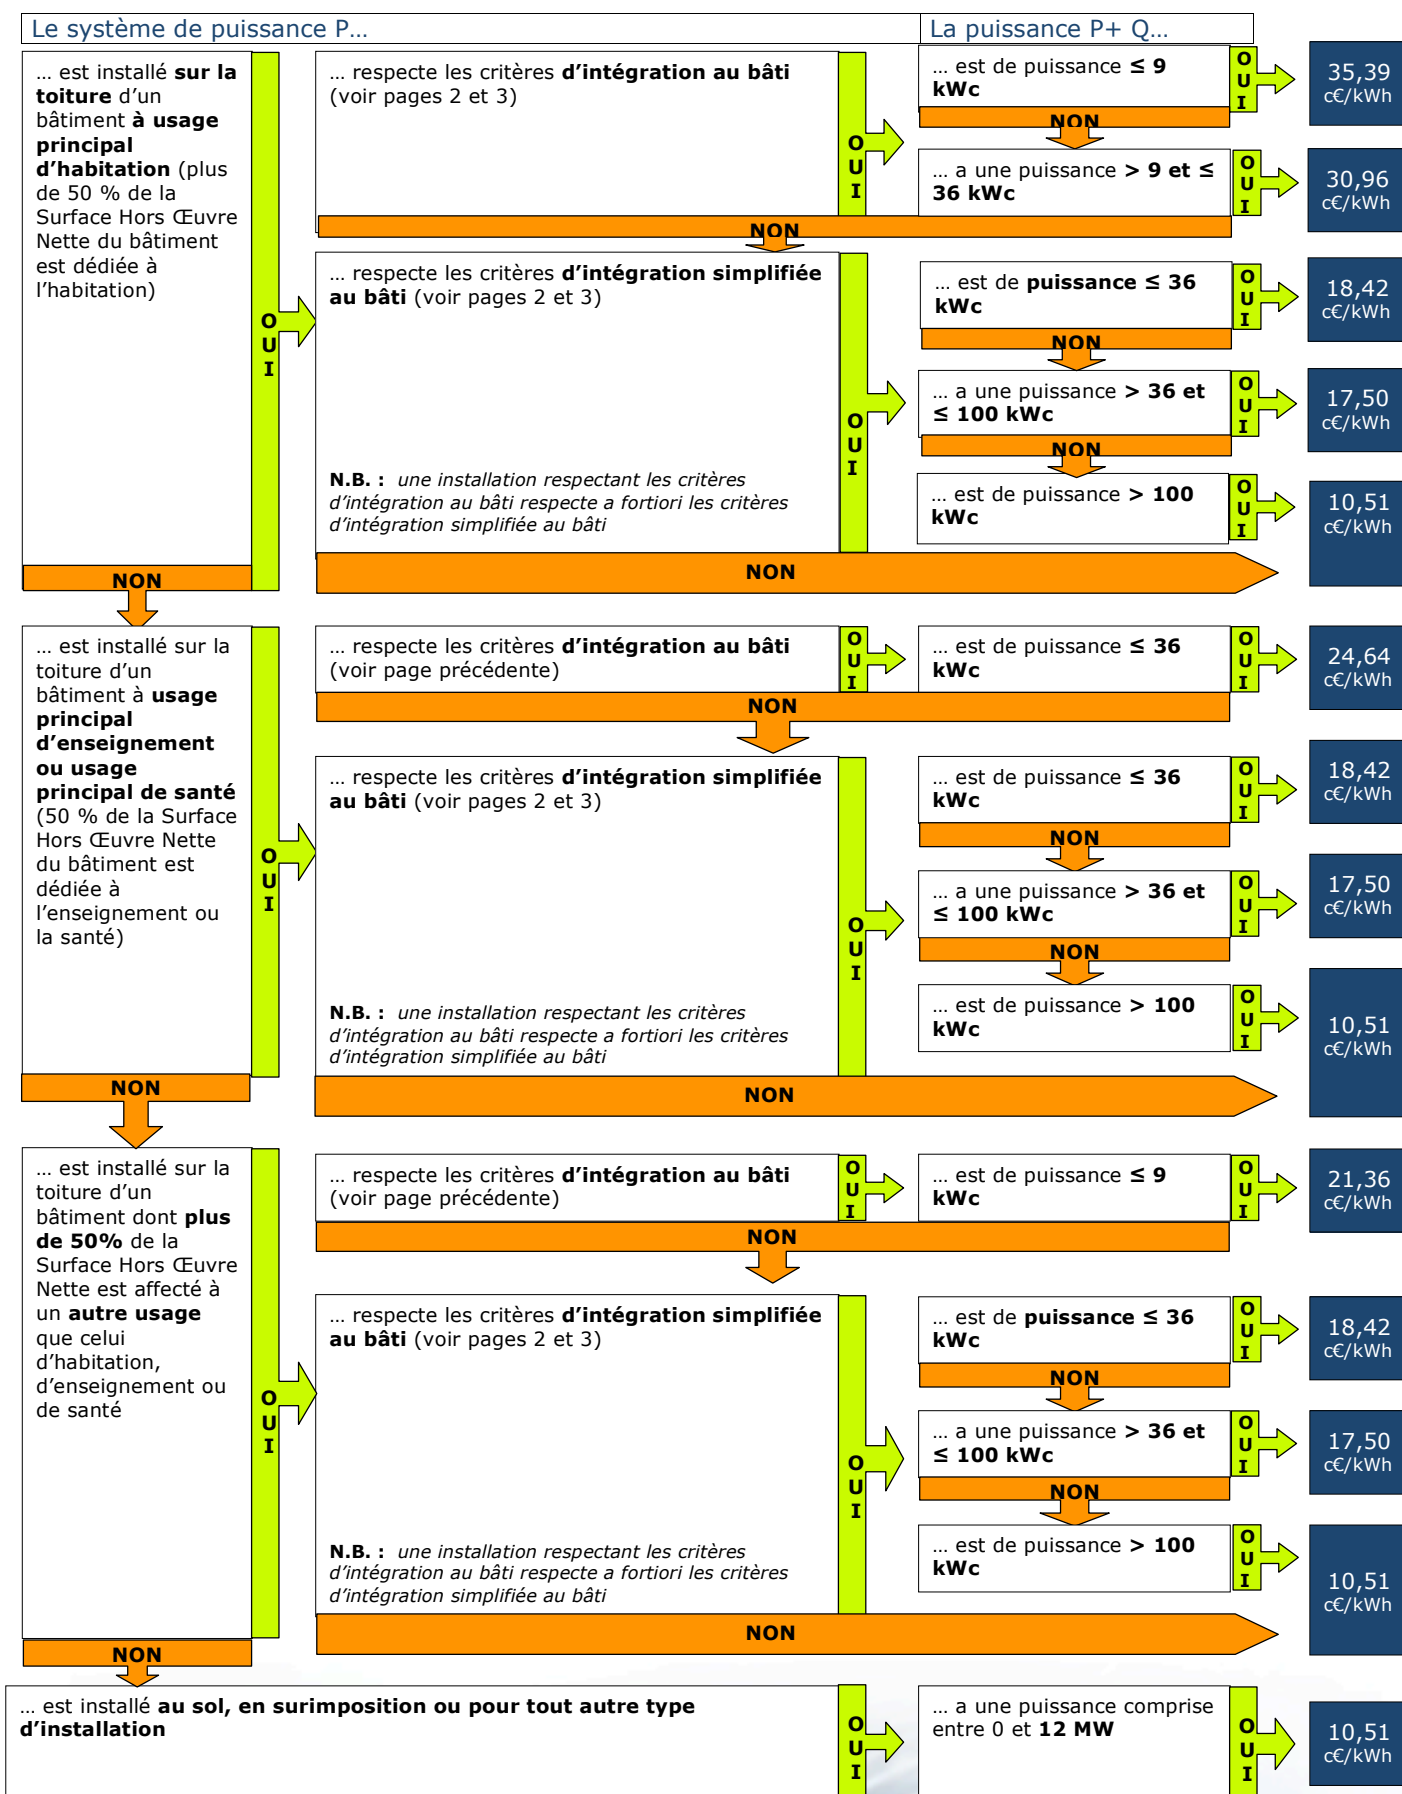 Le système de puissance P…
La puissance P+ Q…
… est installé sur la
toiture d'un
bâtiment à usage
principal
d'habitation (plus
de 50 % de la
Surface Hors Œuvre
Nette du bâtiment
est dédiée à
l'habitation)
OUI
… respecte les critères d'intégration au bâti
(voir pages 2 et 3)
OUI
… est de puissance ≤ 9
kWc
OUI
35,39
c€/kWh
NON
… a une puissance > 9 et ≤
36 kWc
OUI
30,96
c€/kWh
NON
… respecte les critères d'intégration simplifiée
au bâti (voir pages 2 et 3)
N.B. : une installation respectant les critères
d'intégration au bâti respecte a fortiori les critères
d'intégration simplifiée au bâti
OUI
… est de puissance ≤ 36
kWc
OUI
18,42
c€/kWh
NON
… a une puissance > 36 et
≤ 100 kWc
OUI
17,50
c€/kWh
NON
… est de puissance > 100
kWc
OUI
10,51
c€/kWh
NON
NON
… est installé sur la
toiture d'un
bâtiment à usage
principal
d'enseignement
ou usage
principal de santé
(50 % de la Surface
Hors Œuvre Nette
du bâtiment est
dédiée à
l'enseignement ou
la santé)
OUI
… respecte les critères d'intégration au bâti
(voir page précédente)
OUI
… est de puissance ≤ 36
kWc
OUI
24,64
c€/kWh
NON
… respecte les critères d'intégration simplifiée
au bâti (voir pages 2 et 3)
N.B. : une installation respectant les critères
d'intégration au bâti respecte a fortiori les critères
d'intégration simplifiée au bâti
OUI
… est de puissance ≤ 36
kWc
OUI
18,42
c€/kWh
NON
… a une puissance > 36 et
≤ 100 kWc
OUI
17,50
c€/kWh
NON
… est de puissance > 100
kWc
OUI
10,51
c€/kWh
NON
NON
… est installé sur la
toiture d'un
bâtiment dont plus
de 50% de la
Surface Hors Œuvre
Nette est affecté à
un autre usage
que celui
d'habitation,
d'enseignement ou
de santé
OUI
… respecte les critères d'intégration au bâti
(voir page précédente)
OUI
… est de puissance ≤ 9
kWc
OUI
21,36
c€/kWh
NON
… respecte les critères d'intégration simplifiée
au bâti (voir pages 2 et 3)
N.B. : une installation respectant les critères
d'intégration au bâti respecte a fortiori les critères
d'intégration simplifiée au bâti
OUI
… est de puissance ≤ 36
kWc
OUI
18,42
c€/kWh
NON
… a une puissance > 36 et
≤ 100 kWc
OUI
17,50
c€/kWh
NON
… est de puissance > 100
kWc
OUI
10,51
c€/kWh
NON
NON
… est installé au sol, en surimposition ou pour tout autre type
d'installation
OUI
… a une puissance comprise
entre 0 et 12 MW
OUI
10,51
c€/kWh